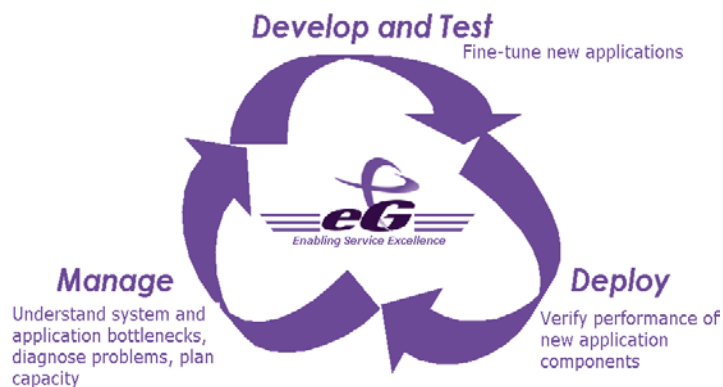 Develop and Test
Fine-tune new applications
eG
Enabling Service Excellence
Manage
Understand system and
application bottlenecks,
diagnose problems, plan
capacity
Deploy
Verify performance of
new application
components